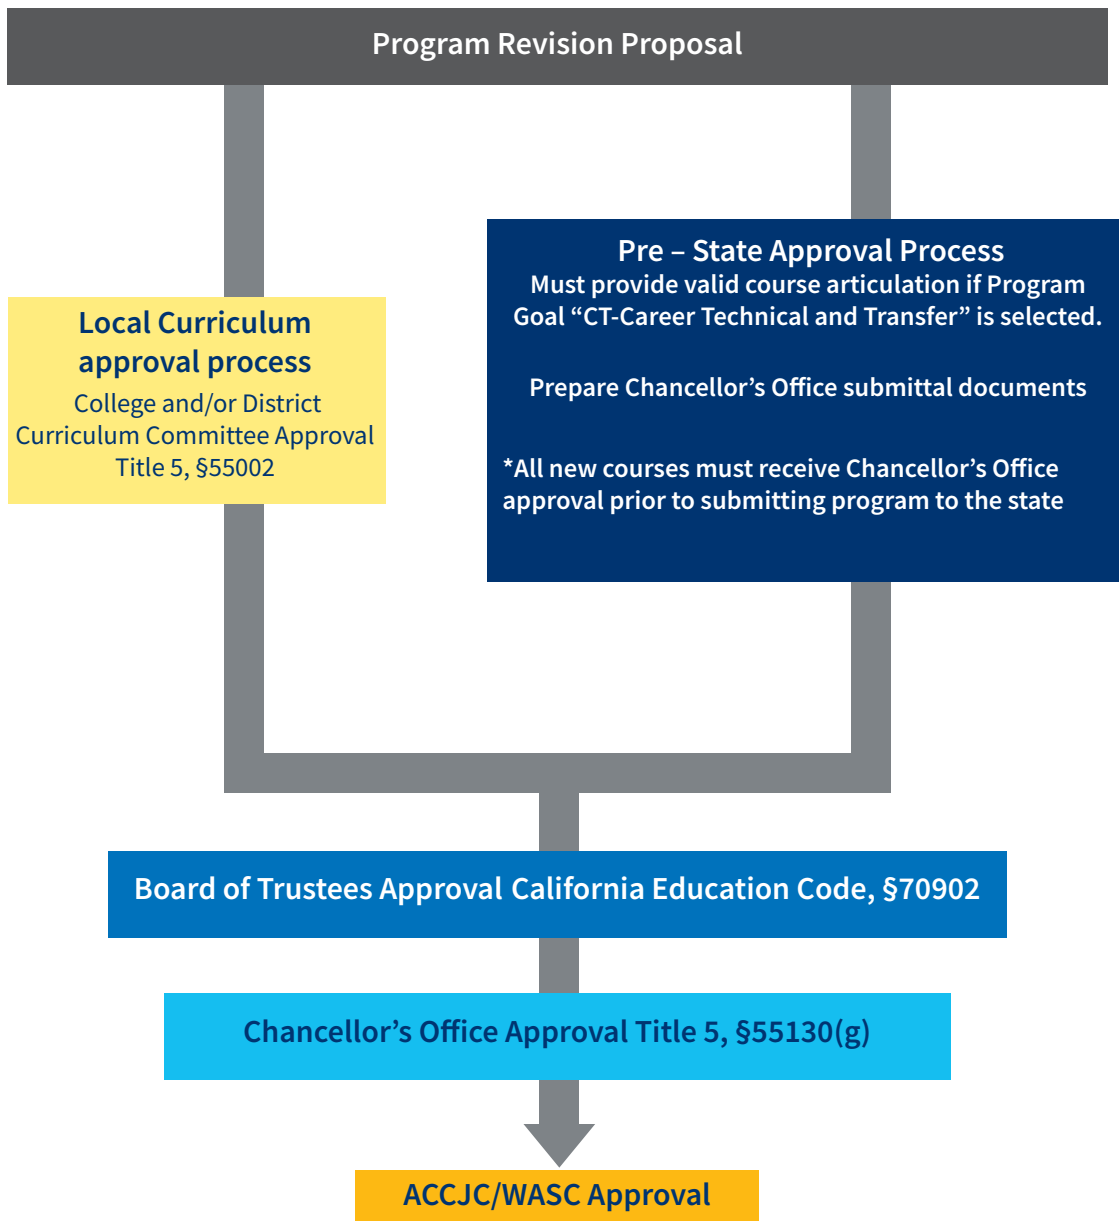 Program Revision Proposal
Local Curriculum
approval process
College and/or District
Curriculum Committee Approval
Title 5, §55002
Pre – State Approval Process
Must provide valid course articulation if Program
Goal “CT-Career Technical and Transfer” is selected.
Prepare Chancellor’s Office submittal documents
*All new courses must receive Chancellor’s Office
approval prior to submitting program to the state
Board of Trustees Approval California Education Code, §70902
Chancellor’s Office Approval Title 5, §55130(g)
ACCJC/WASC Approval